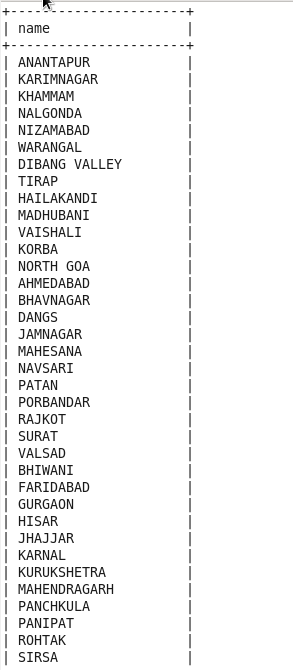 +----------------------+
| name                 |
+----------------------+
| ANANTAPUR            |
| KARIMNAGAR           |
| KHAMMAM              |
| NALGONDA             |
| NIZAMABAD            |
| WARANGAL             |
| DIBANG VALLEY        |
| TIRAP                |
| HAILAKANDI           |
| MADHUBANI            |
| VAISHALI             |
| KORBA                |
| NORTH GOA            |
| AHMEDABAD            |
| BHAVNAGAR            |
| DANGS                |
| JAMNAGAR             |
| MAHESANA             |
| NAVSARI              |
| PATAN                |
| PORBANDAR            |
| RAJKOT               |
| SURAT                |
| VALSAD               |
| BHIWANI              |
| FARIDABAD            |
| GURGAON              |
| HISAR                |
| JHAJJAR              |
| KARNAL               |
| KURUKSHETRA          |
| MAHENDRAGARH         |
| PANCHKULA            |
| PANIPAT              |
| ROHTAK               |
| SIRSA                |